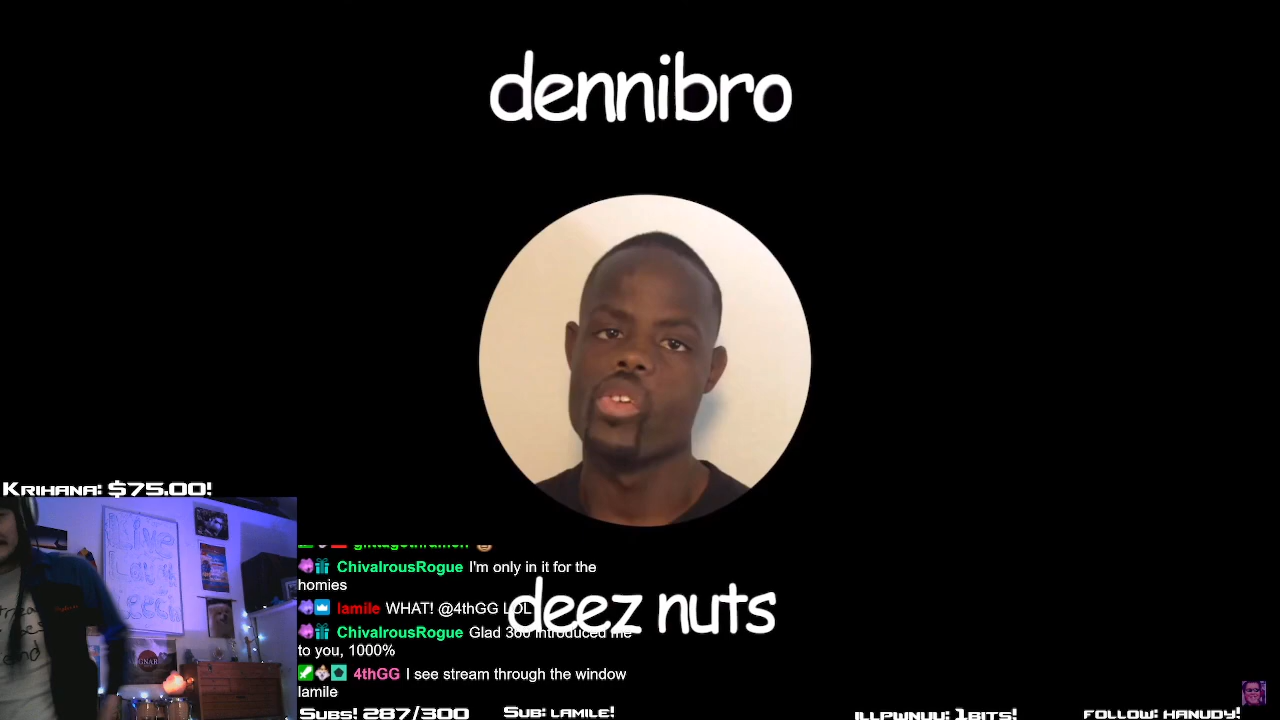 dennibro
Krihana: $75.00!
ChivalrousRogue I'm only in it for the
homies
lamile WHAT! @4thGG LOL
deez nuts
ChivalrousRogue Glad 360 introduced me
to you, 1000%
4thGG I see stream through the window
lamile
Subs! 287/300
Sub: lamile!
illpwnuu: 1bits!
follow: hanudy!